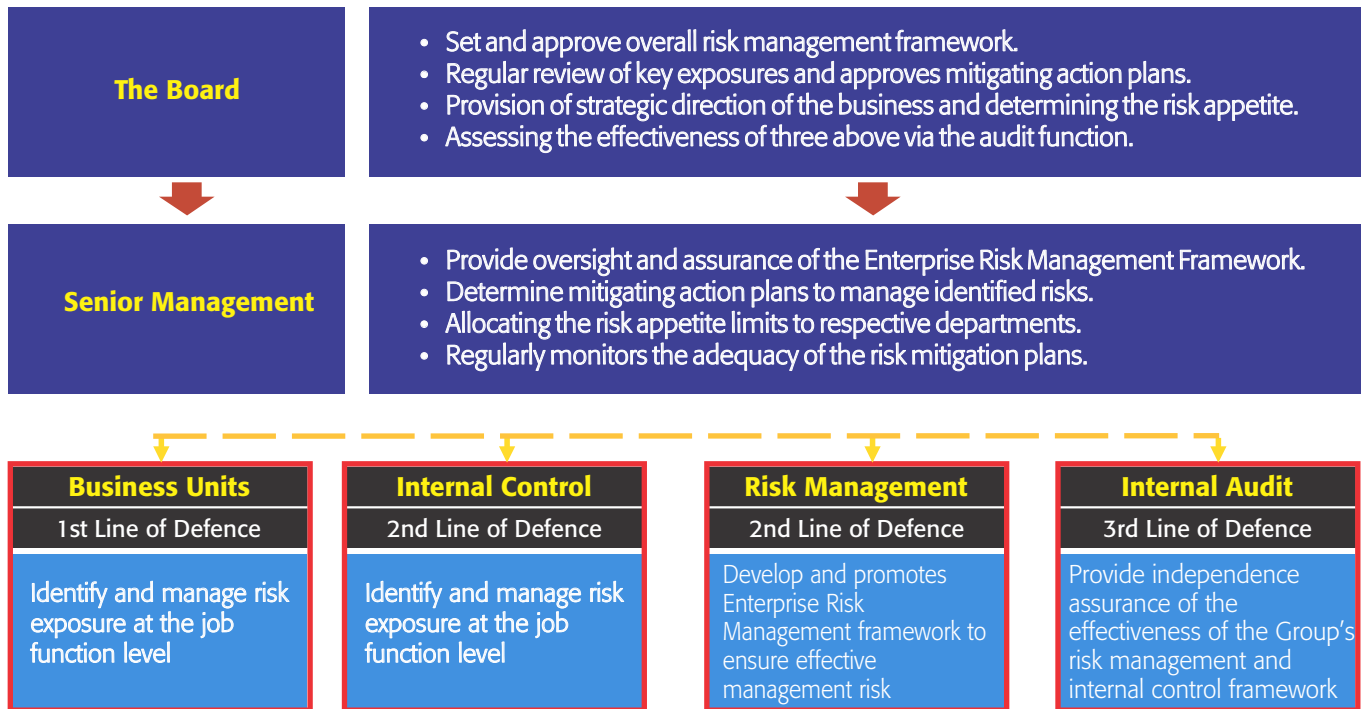 The Board
• Set and approve overall risk management framework.
• Regular review of key exposures and approves mitigating action plans.
• Provision of strategic direction of the business and determining the risk appetite.
• Assessing the effectiveness of three above via the audit function.
Senior Management
• Provide oversight and assurance of the Enterprise Risk Management Framework.
• Determine mitigating action plans to manage identified risks.
• Allocating the risk appetite limits to respective departments.
• Regularly monitors the adequacy of the risk mitigation plans.
Business Units
1st Line of Defence
Identify and manage risk
exposure at the job
function level
Internal Control
2nd Line of Defence
Identify and manage risk
exposure at the job
function level
Risk Management
2nd Line of Defence
Develop and promotes
Enterprise Risk
Management framework to
ensure effective
management risk
Internal Audit
3rd Line of Defence
Provide independence
assurance of the
effectiveness of the Group's
risk management and
internal control framework